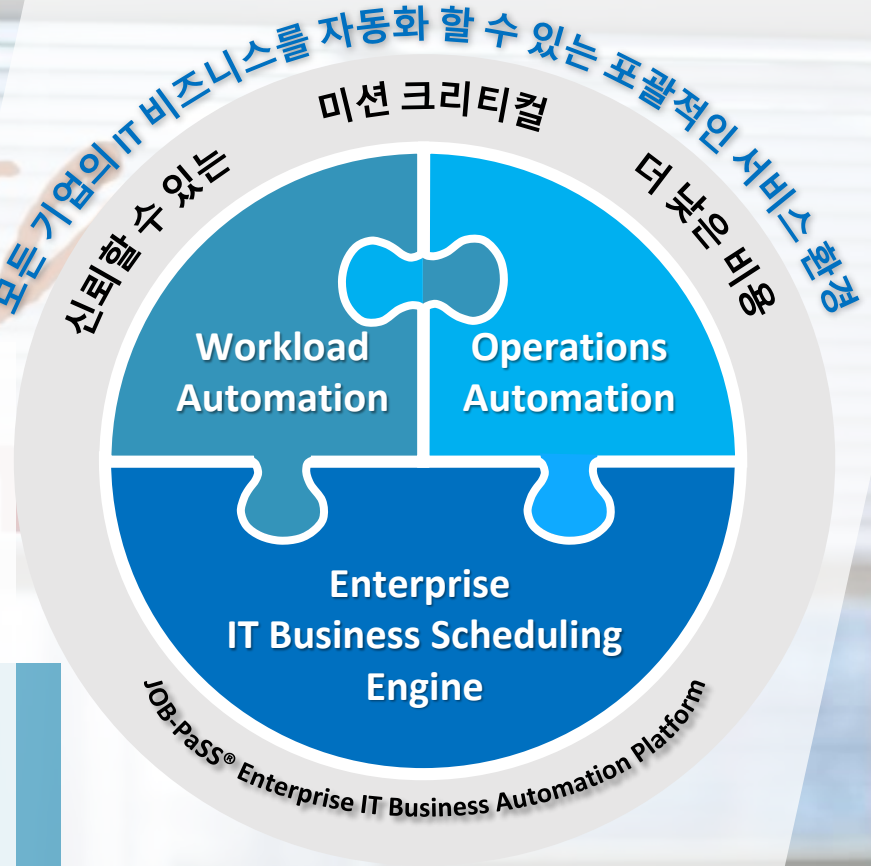 모든 기업의 IT 비즈니스를 자동화 할 수 있는 포괄적인 서비스 환경
신뢰할 수 있는
미션 크리티컬
더 낮은 비용
Workload
Automation
Operations
Automation
Enterprise
IT Business Scheduling
Engine
JOB-PaSS® Enterprise IT Business Automation Platform